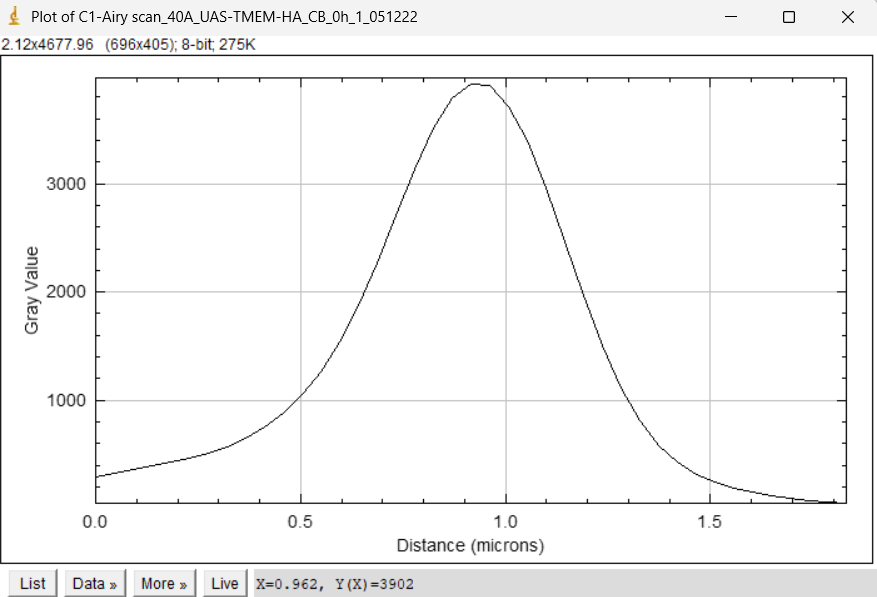 Plot of C1-Airy scan_40A_UAS-TMEM-HA_CB_0h_1_051222
2.12x4677.96 (696x405); 8-bit; 275K
3000
2000
1000
Gray Value
0.0 0.5 1.0 1.5
Distance (microns)
List Data » More » Live X=0.962, Y(X)=3902